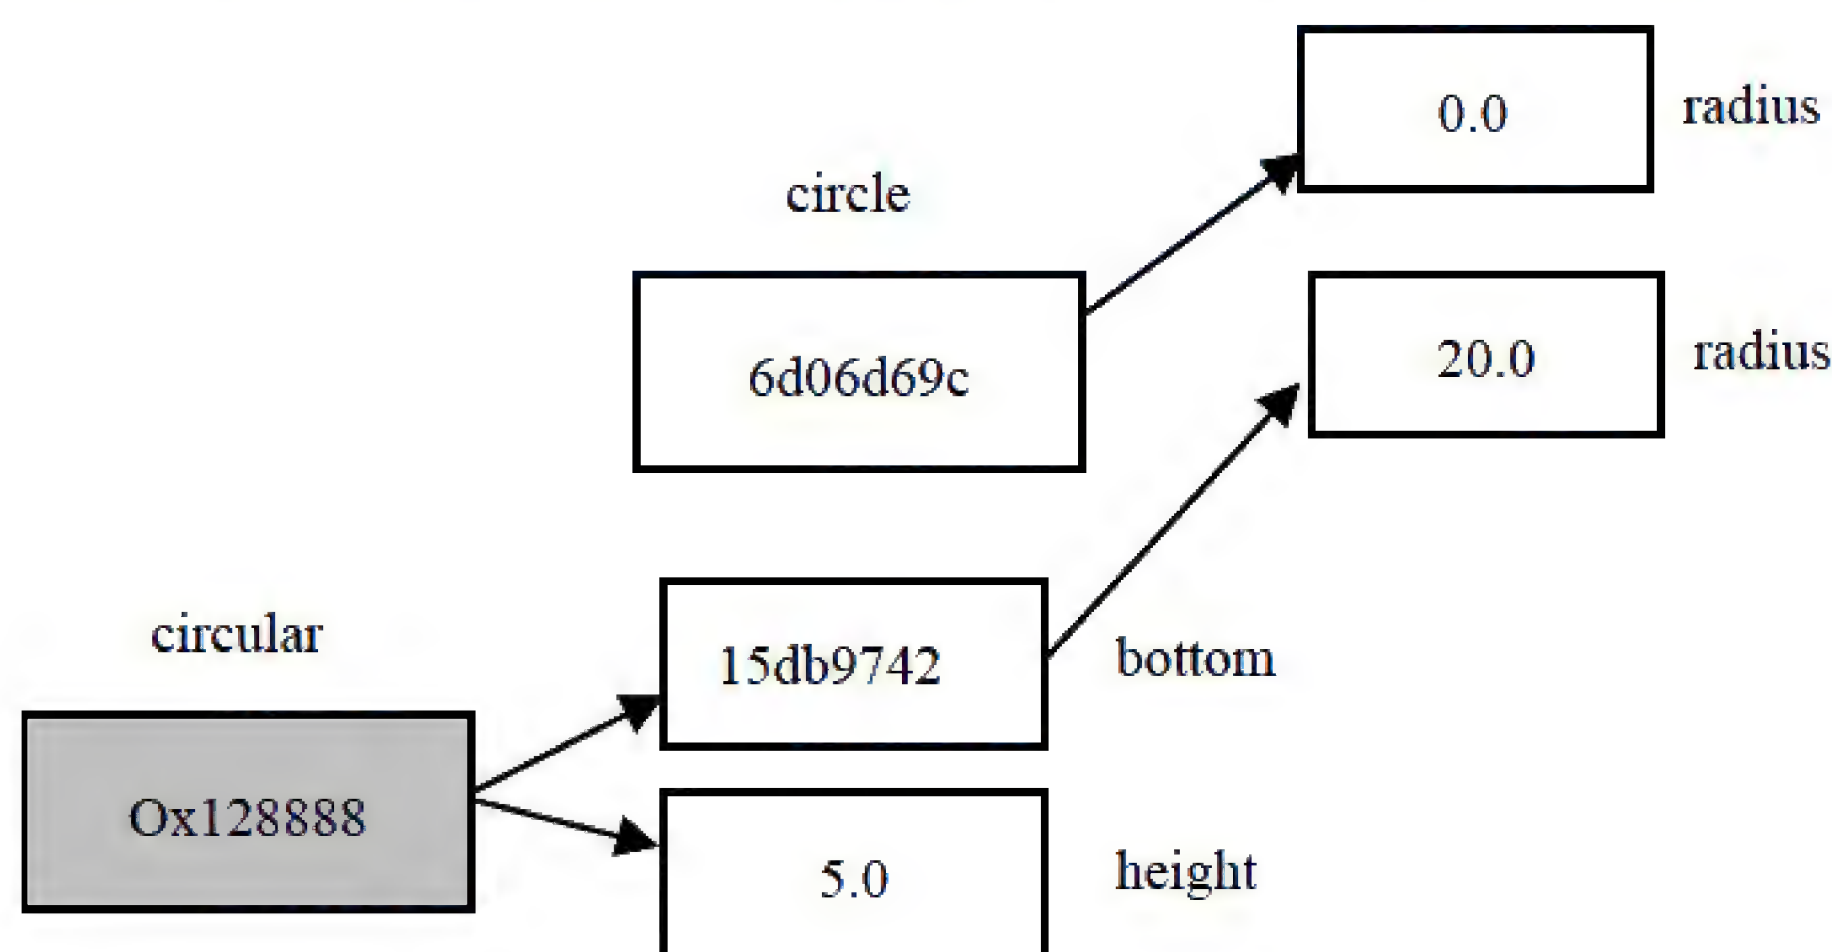 0.0
radius
circle
6d06d69c
20.0
radius
circular
15db9742
bottom
Ox128888
5.0
height